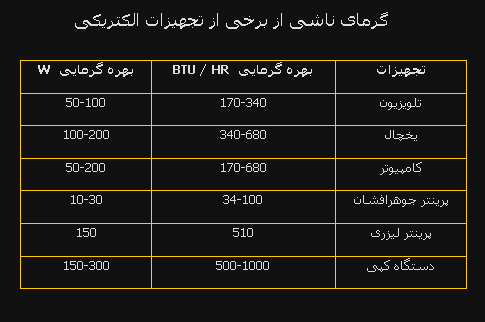 گرمای ناشی از برخی از تجهیزات الکتریکی
تجهیزات بهره گرمایی BTU / HR بهره گرمایی W
تلویزیون 170-340 50-100
یخچال 340-680 100-200
کامپیوتر 170-680 50-200
پرینتر جوهرافشان 34-100 10-30
پرینتر لیزری 510 150
دستگاه کپی 500-1000 150-300